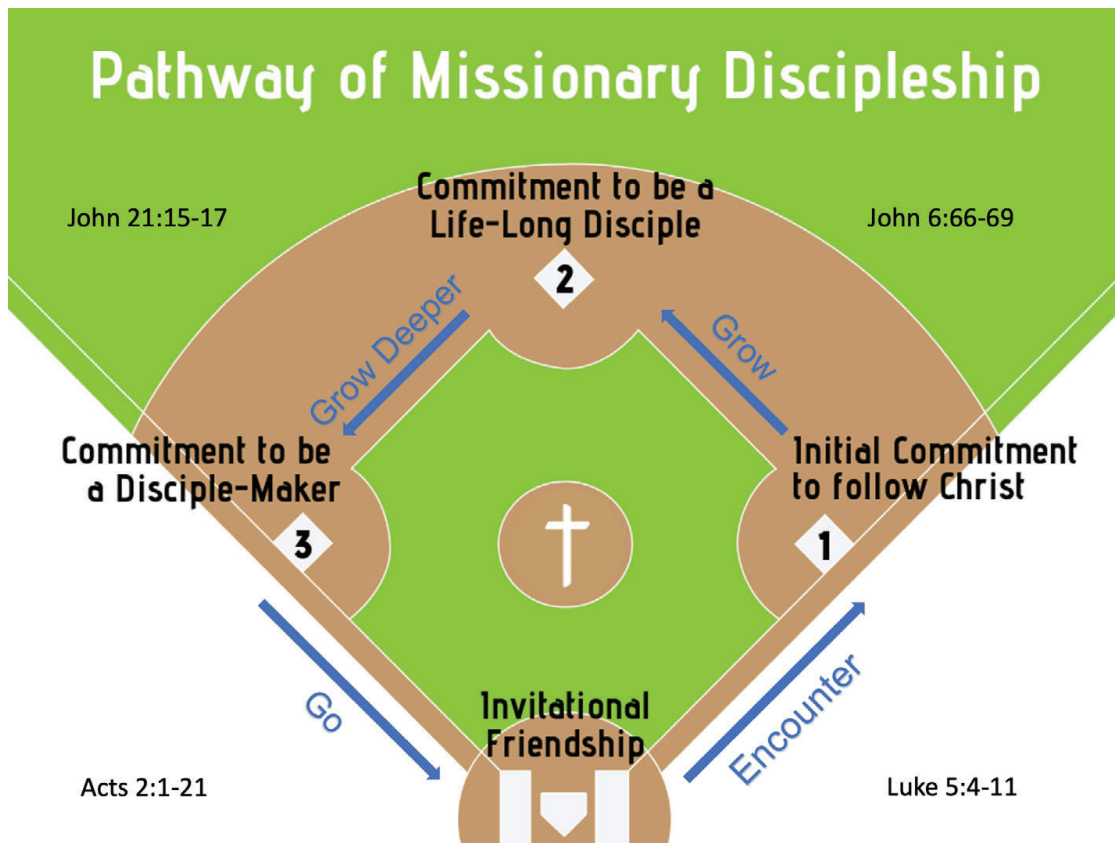 Pathway of Missionary Discipleship
Commitment to be a
Life-Long Disciple
John 21:15-17
John 6:66-69
2
Grow Deeper
Grow
Commitment to be
a Disciple-Maker
Initial Commitment
to follow Christ
3
1
Go
Encounter
Invitational
Friendship
Acts 2:1-21
Luke 5:4-11